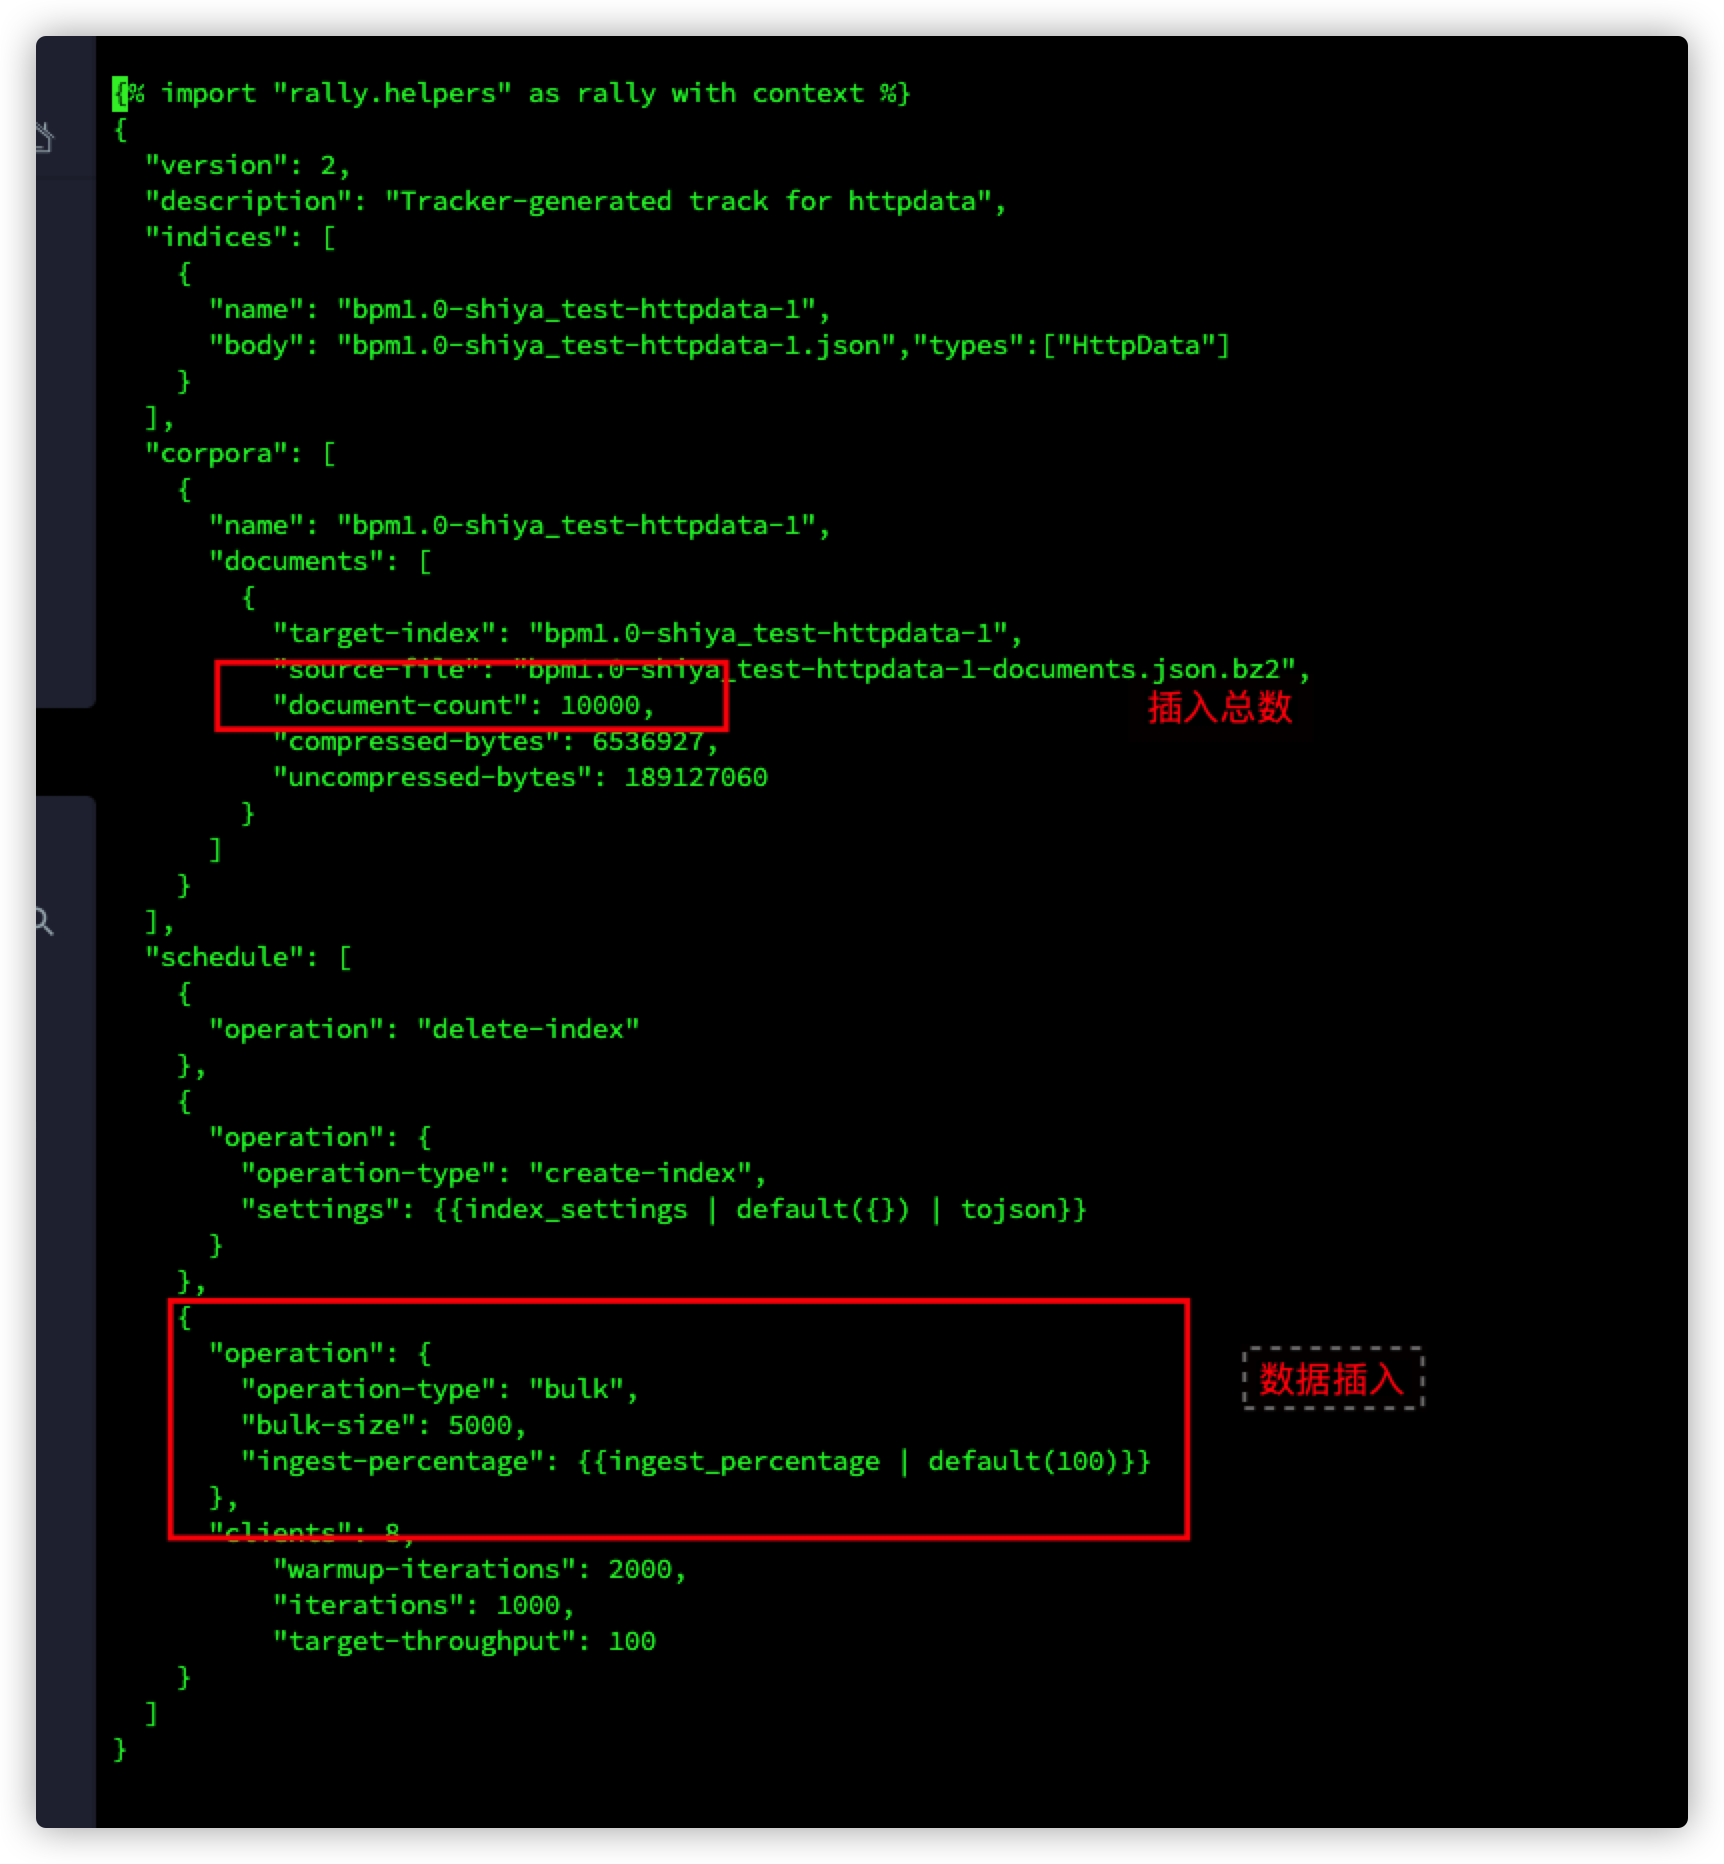 {% import "rally.helpers" as rally with context %}
{
"version": 2,
"description": "Tracker-generated track for httpdata",
"indices": [
{
"name": "bpm1.0-shiya_test-httpdata-1",
"body": "bpm1.0-shiya_test-httpdata-1.json","types":["HttpData"]
}
],
"corpora": [
{
"name": "bpm1.0-shiya_test-httpdata-1",
"documents": [
{
"target-index": "bpm1.0-shiya_test-httpdata-1",
"source-file": "bpm1.0-shiya_test-httpdata-1-documents.json.bz2",
"document-count": 10000,
插入总数
"compressed-bytes": 6536927,
"uncompressed-bytes": 189127060
}
]
}
],
"schedule": [
{
"operation": "delete-index"
},
{
"operation": {
"operation-type": "create-index",
"settings": {{index_settings | default({}) | tojson}}
}
},
{
"operation": {
数据插入
"operation-type": "bulk",
"bulk-size": 5000,
"ingest-percentage": {{ingest_percentage | default(100)}}
},
"clients": 8,
"warmup-iterations": 2000,
"iterations": 1000,
"target-throughput": 100
}
]
}